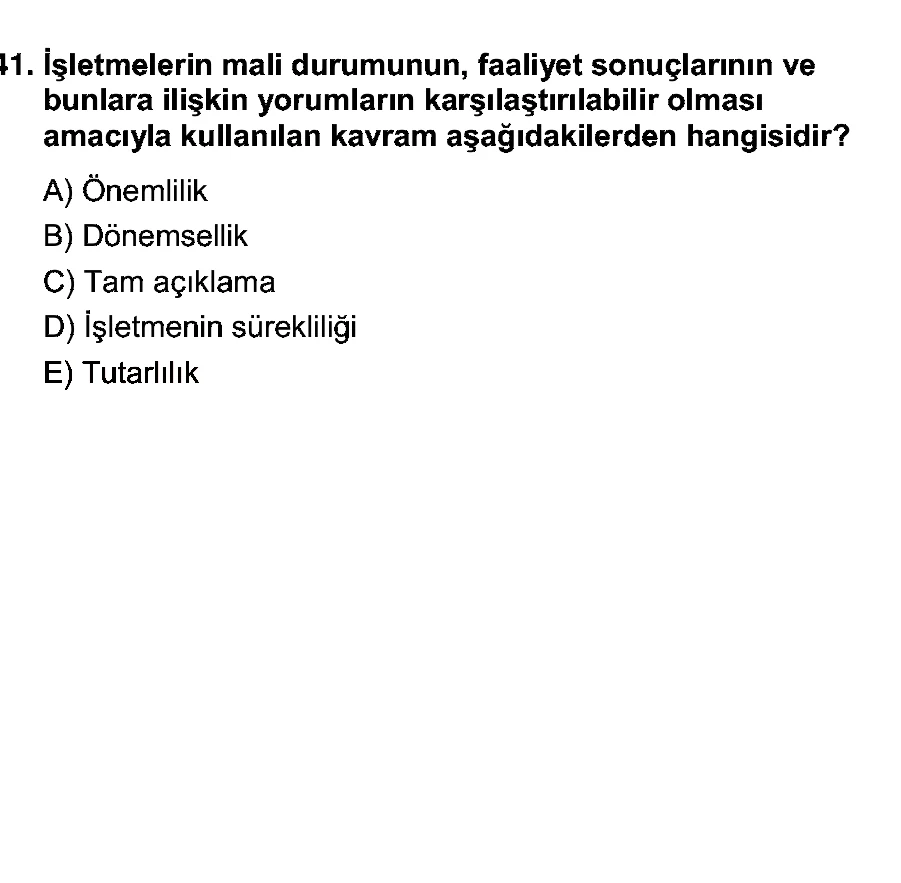 41. İşletmelerin mali durumunun, faaliyet sonuçlarının ve
bunlara ilişkin yorumların karşılaştırılabilir olması
amacıyla kullanılan kavram aşağıdakilerden hangisidir?
A) Önemlilik
B) Dönemsellik
C) Tam açıklama
D) İşletmenin sürekliliği
E) Tutarlılık